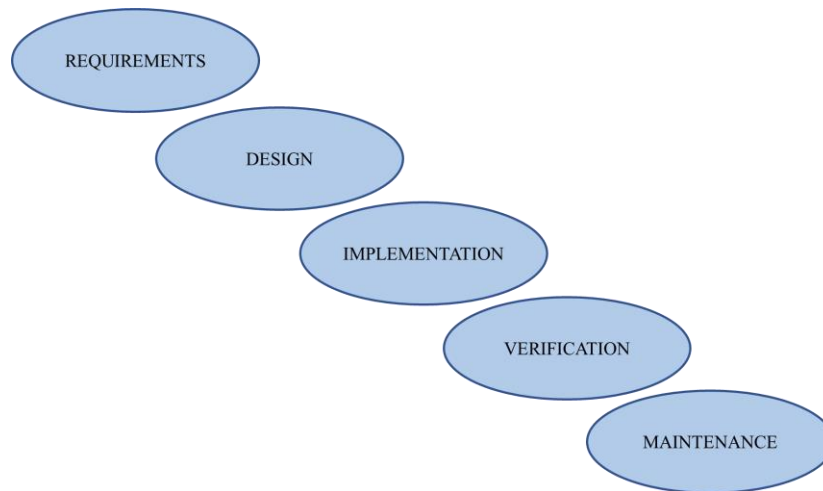 REQUIREMENTS
DESIGN
IMPLEMENTATION
VERIFICATION
MAINTENANCE